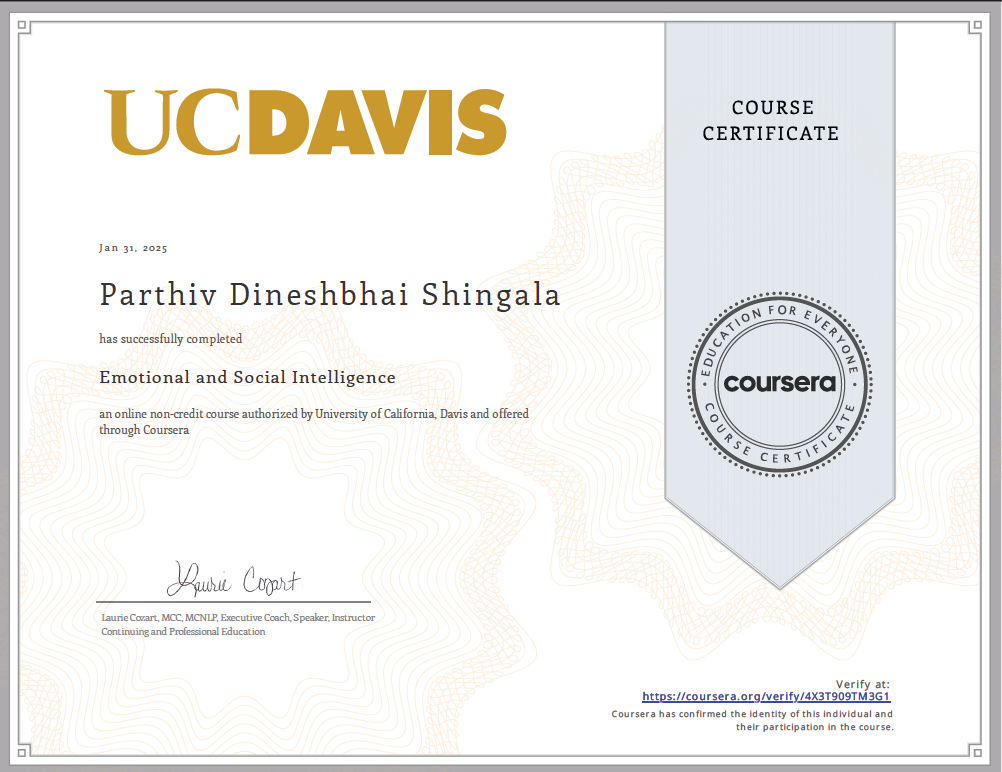 UCDAVIS
COURSE
CERTIFICATE
Jan 31, 2025
Parthiv Dineshbhai Shingala
has successfully completed
Emotional and Social Intelligence
an online non-credit course authorized by University of California, Davis and offered
through Coursera
EDUCATION FOR EVERYONE
coursera
COURSE CERTIFICATE
Laurie Cozart
Laurie Cozart, MCC, MCNLP, Executive Coach, Speaker, Instructor
Continuing and Professional Education
Verify at:
https://coursera.org/verify/4X3T909TM3G1
Coursera has confirmed the identity of this individual and
their participation in the course.